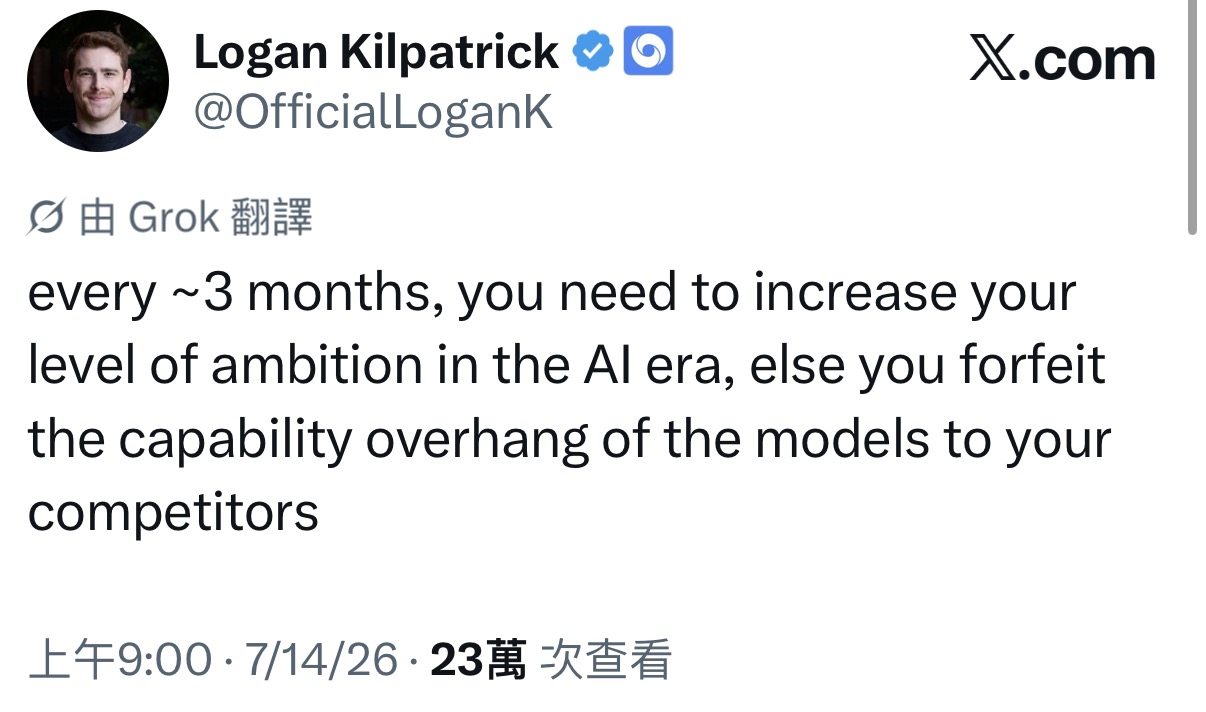 Logan Kilpatrick
X.com
@OfficialLoganK
由 Grok 翻譯
every ~3 months, you need to increase your
level of ambition in the AI era, else you forfeit
the capability overhang of the models to your
competitors
上午9:00 · 7/14/26 · 23萬 次查看